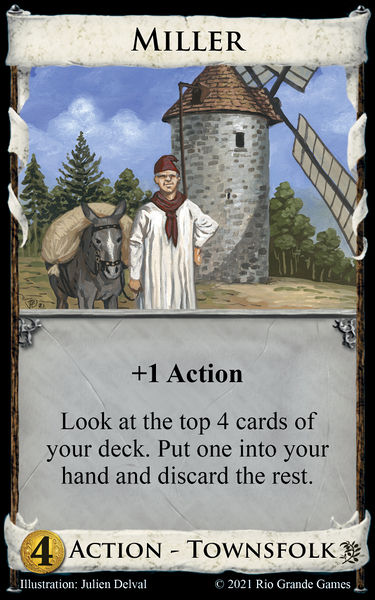 MILLER
+1 Action
Look at the top 4 cards of
your deck. Put one into your
hand and discard the rest.
4 ACTION - TOWNSFOLK
Illustration: Julien Delval © 2021 Rio Grande Games